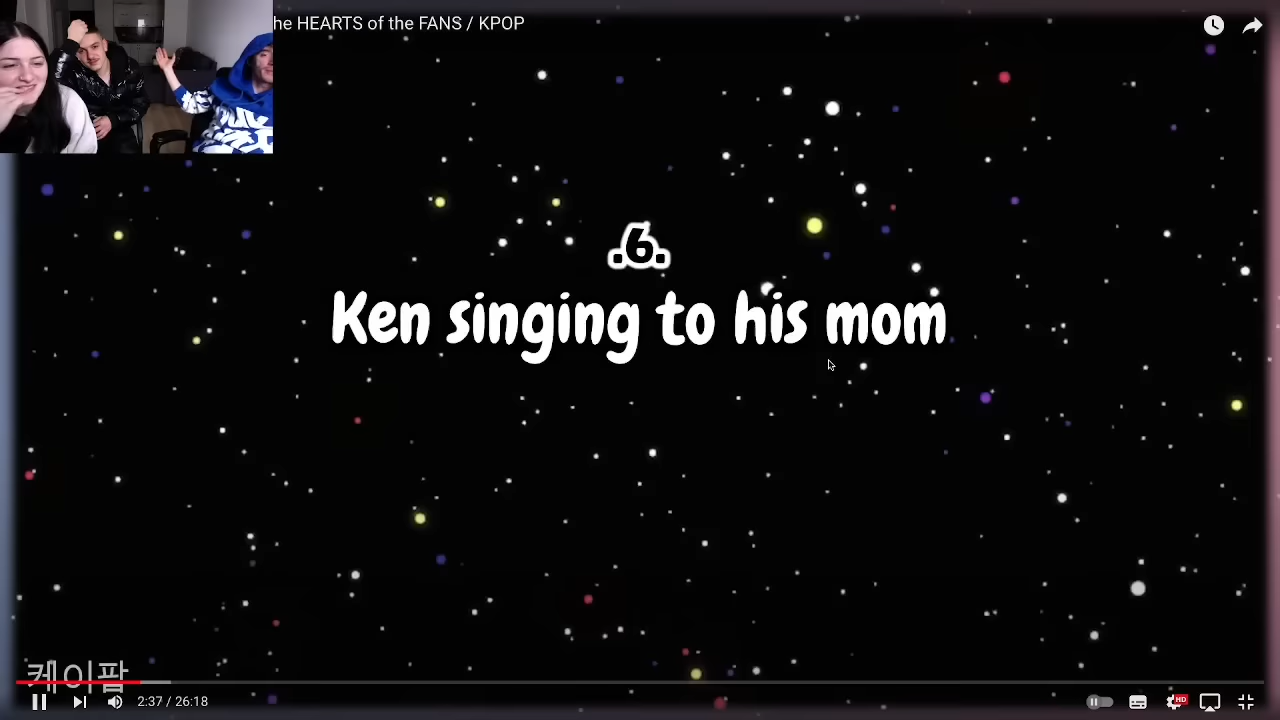 he HEARTS of the FANS / KPOP
.6.
Ken singing to his mom
케이팝
2:37 / 26:18
HD